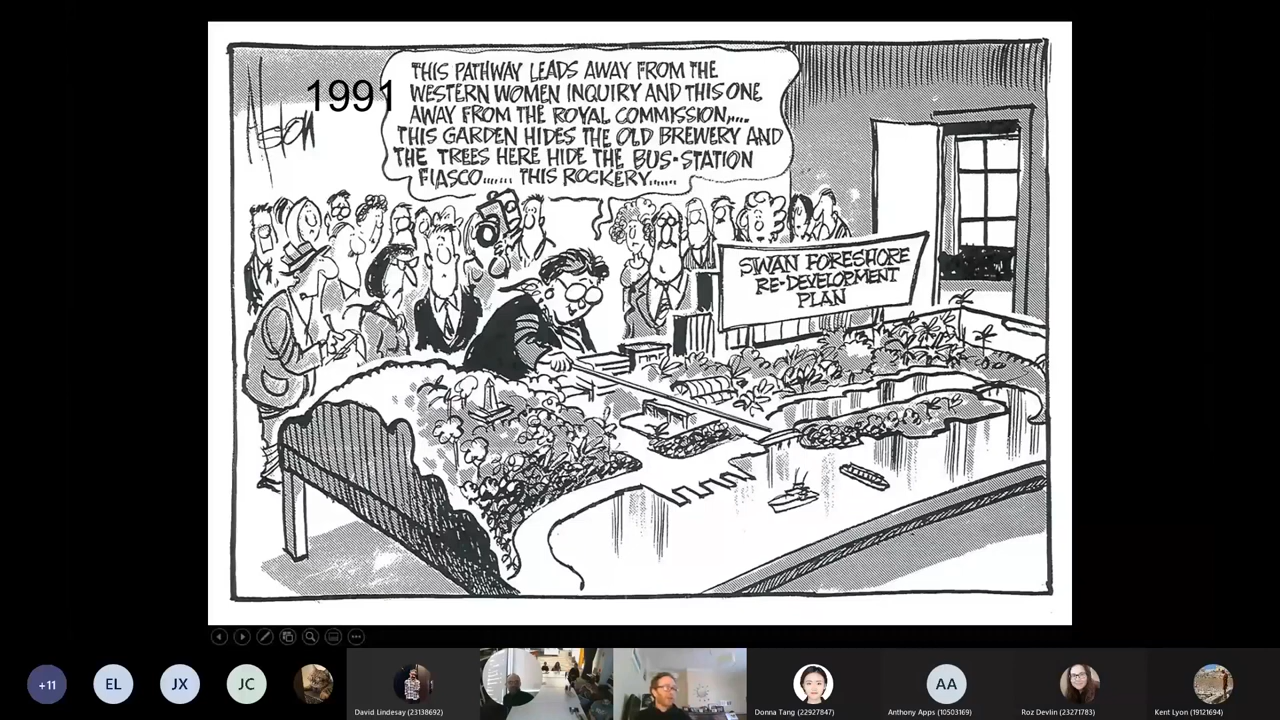 Alston
1991
THIS PATHWAY LEADS AWAY FROM THE
WESTERN WOMEN INQUIRY AND THIS ONE
AWAY FROM THE ROYAL COMMISSION,....
THIS GARDEN HIDES THE OLD BREWERY AND
THE TREES HERE HIDE THE BUS-STATION
FIASCO...... THIS ROCKERY......
SWAN FORESHORE
RE-DEVELOPMENT
PLAN
+11
EL
JX
JC
David Lindesay (23138692)
Donna Tang (22927847)
AA
Anthony Apps (10503169)
Roz Devlin (23271783)
Kent Lyon (19121694)